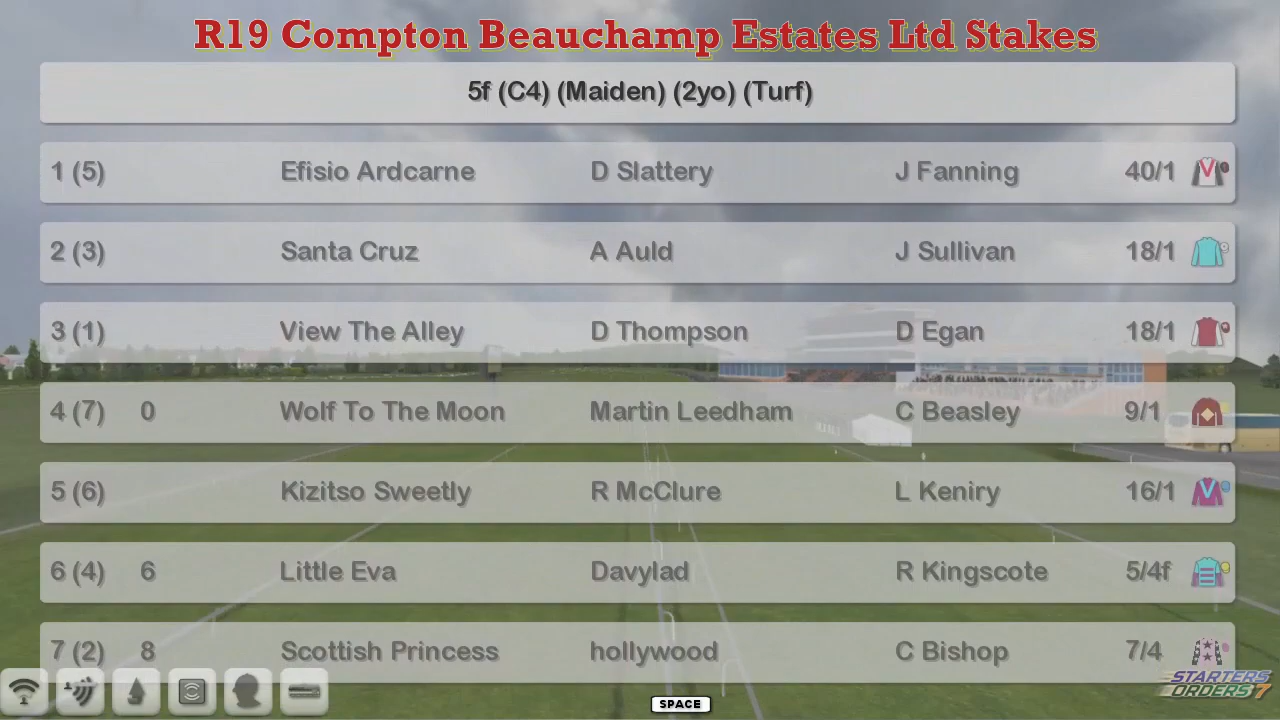 R19 Compton Beauchamp Estates Ltd Stakes
5f (C4) (Maiden) (2yo) (Turf)
1 (5) Efisio Ardcarne D Slattery J Fanning 40/1
2 (3) Santa Cruz A Auld J Sullivan 18/1
3 (1) View The Alley D Thompson D Egan 18/1
4 (7) 0 Wolf To The Moon Martin Leedham C Beasley 9/1
5 (6) Kizitso Sweetly R McClure L Keniry 16/1
6 (4) 6 Little Eva Davylad R Kingscote 5/4f
7 (2) 8 Scottish Princess hollywood C Bishop 7/4
STARTERS
ORDERS 7
SPACE